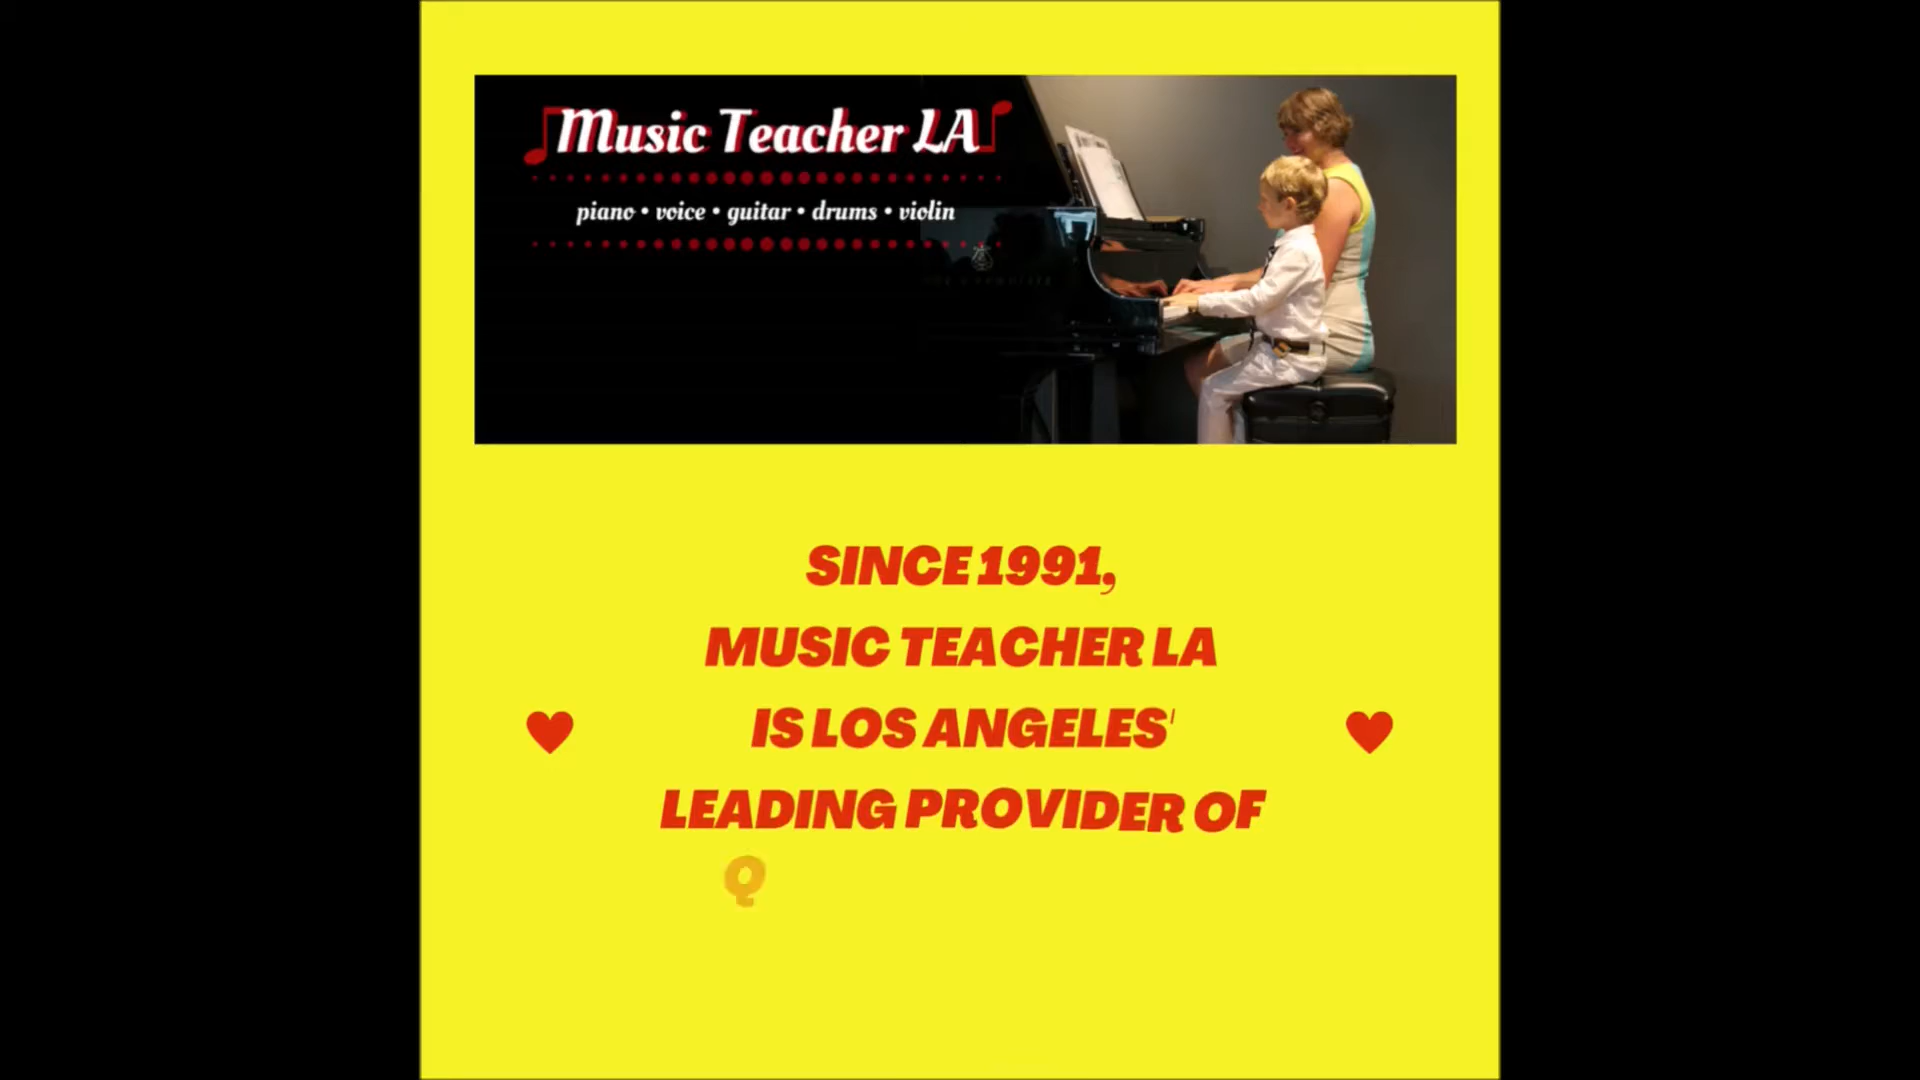 Music Teacher LA
piano • voice • guitar • drums • violin
SINCE 1991,
MUSIC TEACHER LA
IS LOS ANGELES'
LEADING PROVIDER OF
Q